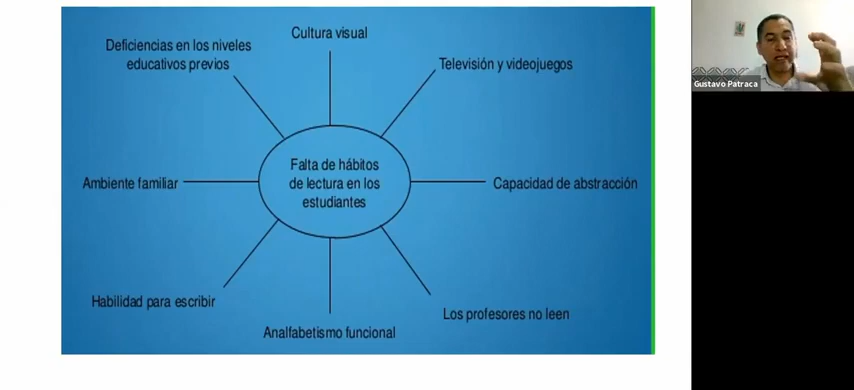 Cultura visual
Deficiencias en los niveles
educativos previos
Televisión y videojuegos
Falta de hábitos
de lectura en los
estudiantes
Ambiente familiar
Capacidad de abstracción
Habilidad para escribir
Los profesores no leen
Analfabetismo funcional
Gustavo Patraca